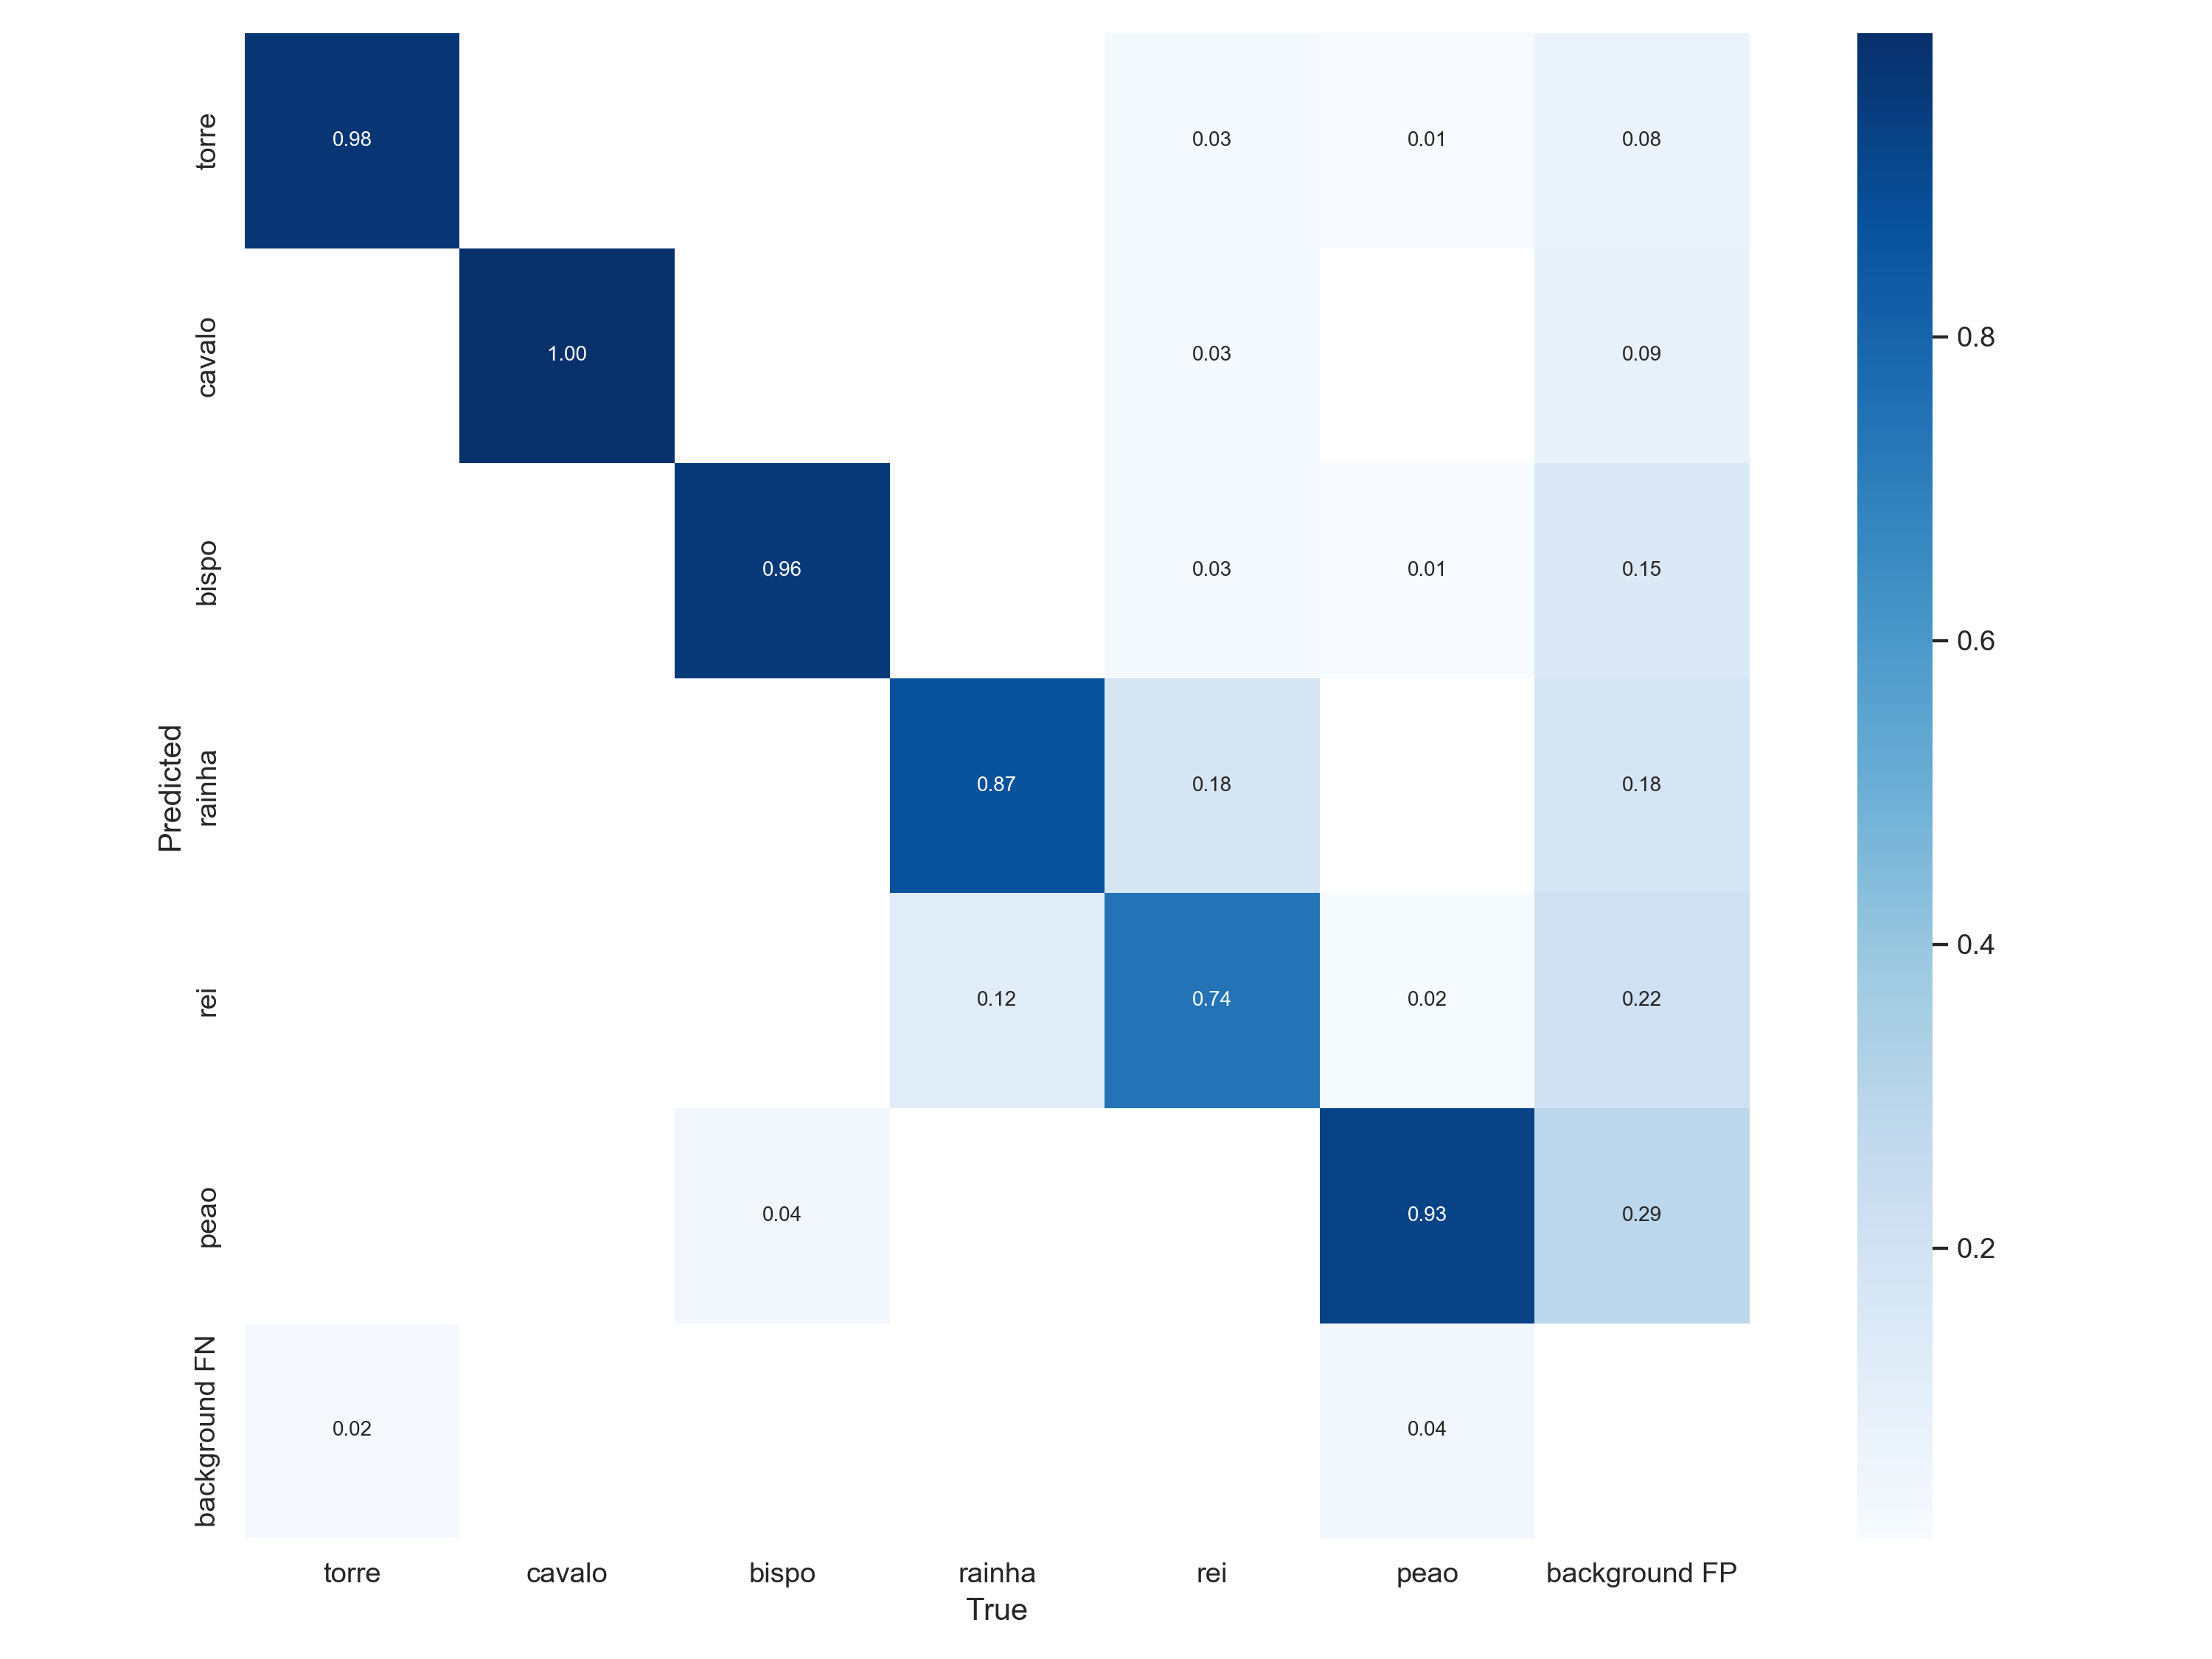 torre
0.98
0.03
0.01
0.08
cavalo
1.00
0.03
0.09
0.8
bispo
0.96
0.03
0.01
0.15
0.6
Predicted
rainha
0.87
0.18
0.18
rei
0.12
0.74
0.02
0.22
0.4
peao
0.04
0.93
0.29
0.2
background FN
0.02
0.04
torre
cavalo
bispo
rainha
rei
peao
background FP
True